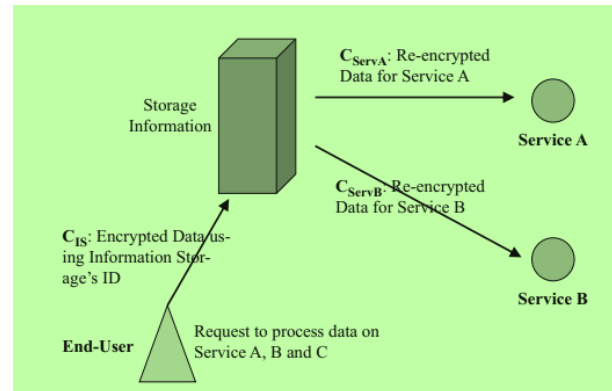 C_ServA: Re-encrypted
Data for Service A
Storage
Information
Service A
C_ServB: Re-encrypted
Data for Service B
C_IS: Encrypted Data us-
ing Information Stor-
age's ID
Service B
End-User
Request to process data on
Service A, B and C